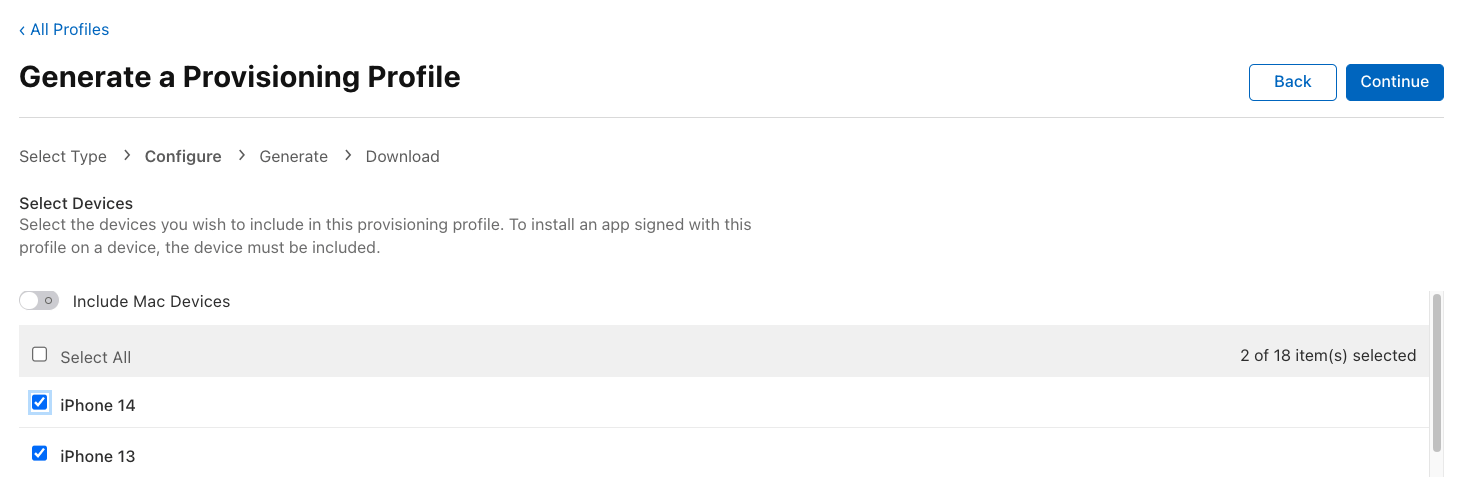 ‹ All Profiles
Generate a Provisioning Profile
Back
Continue
Select Type > Configure > Generate > Download
Select Devices
Select the devices you wish to include in this provisioning profile. To install an app signed with this
profile on a device, the device must be included.
Include Mac Devices
Select All
2 of 18 item(s) selected
iPhone 14
iPhone 13